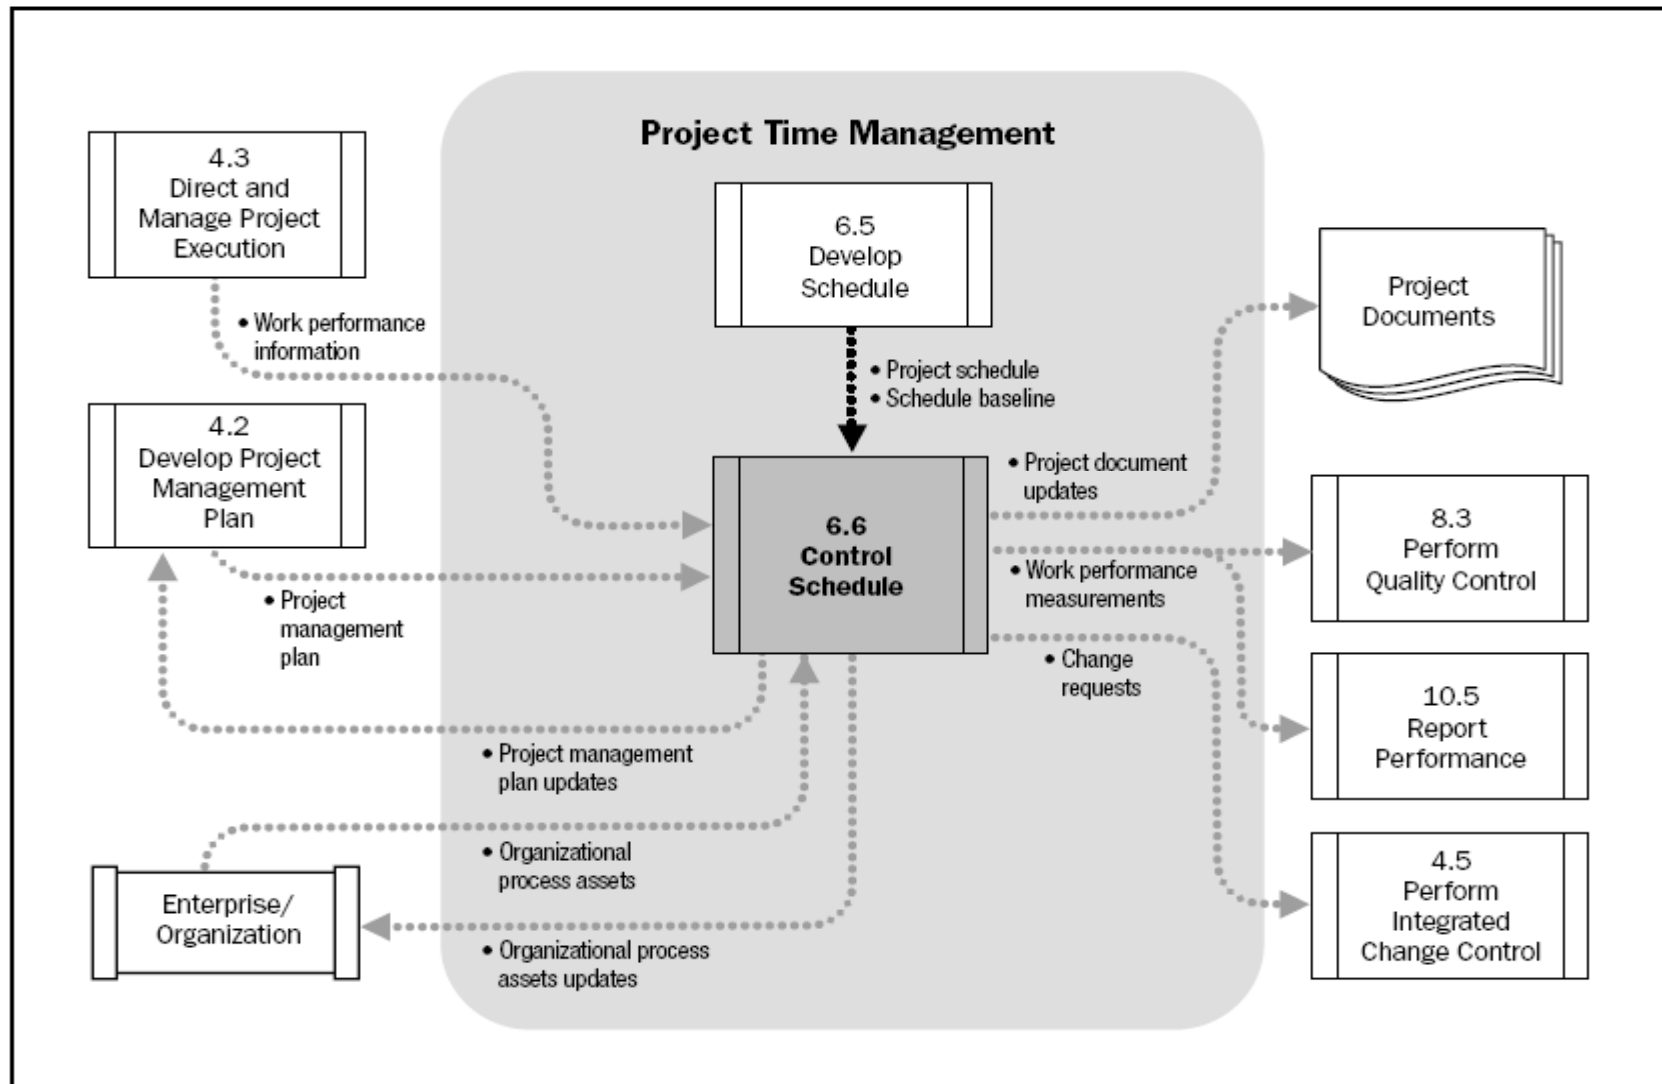 Project Time Management
4.3
Direct and
Manage Project
Execution
• Work performance
information
4.2
Develop Project
Management
Plan
• Project
management
plan
6.5
Develop
Schedule
• Project schedule
• Schedule baseline
6.6
Control
Schedule
• Project document
updates
• Work performance
measurements
• Change
requests
• Project management
plan updates
• Organizational
process assets
• Organizational process
assets updates
Enterprise/
Organization
Project
Documents
8.3
Perform
Quality Control
10.5
Report
Performance
4.5
Perform
Integrated
Change Control